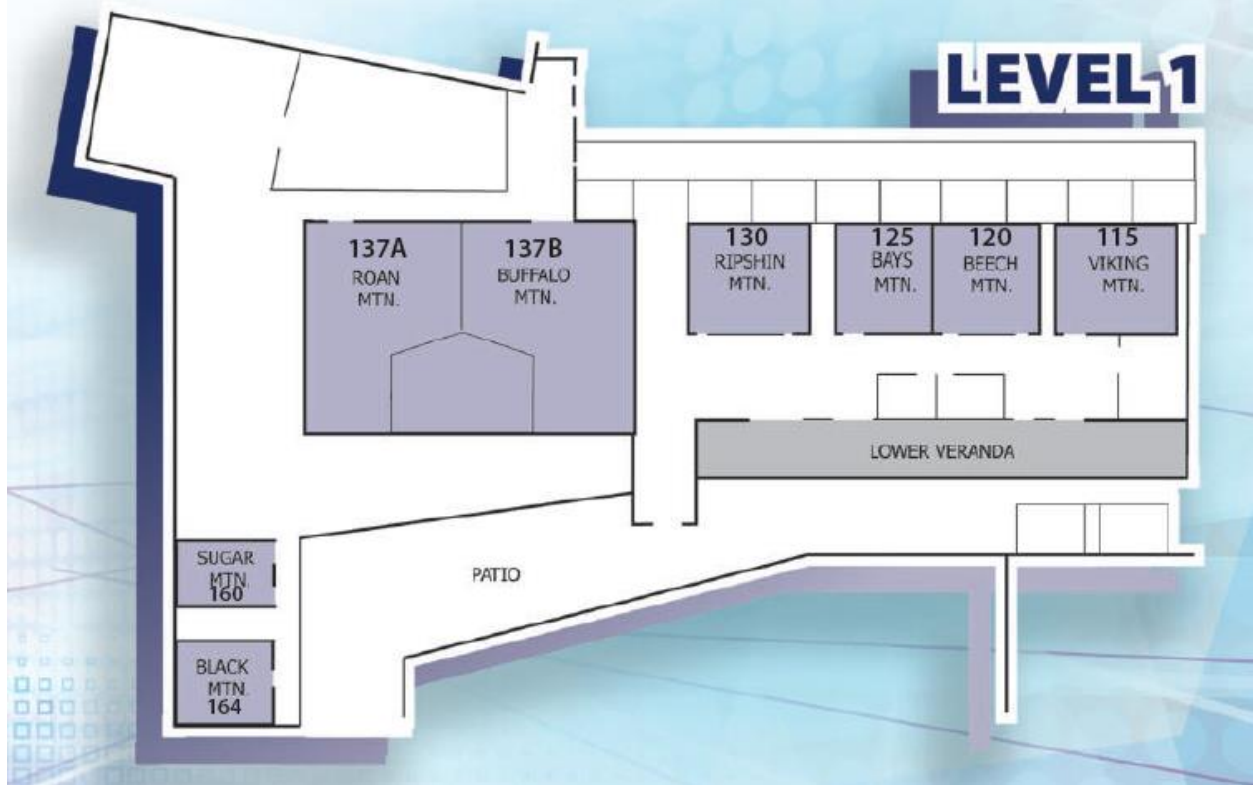 LEVEL 1
137A
ROAN
MTN.
137B
BUFFALO
MTN.
130
RIPSHIN
MTN.
125
BAYS
MTN.
120
BEECH
MTN.
115
VIKING
MTN.
LOWER VERANDA
PATIO
SUGAR
MTN.
160
BLACK
MTN.
164